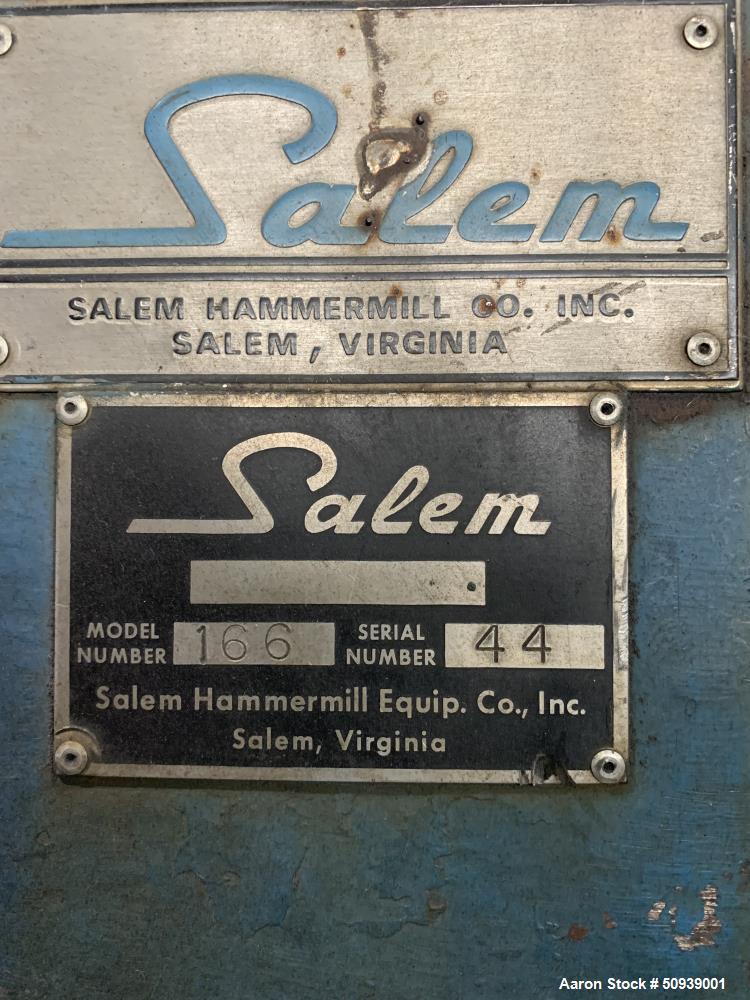 Salem
SALEM HAMMERMILL CO. INC.
SALEM, VIRGINIA
Salem
MODEL NUMBER 166 SERIAL NUMBER 44
Salem Hammermill Equip. Co., Inc.
Salem, Virginia
Aaron Stock # 50939001